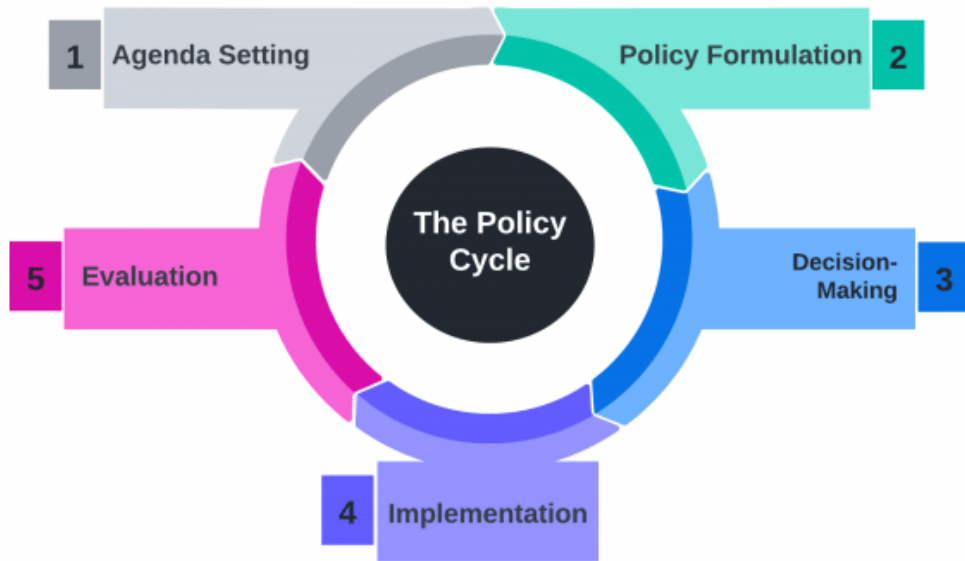 1 Agenda Setting
Policy Formulation 2
The Policy
Cycle
Decision-
Making
3
5 Evaluation
4 Implementation